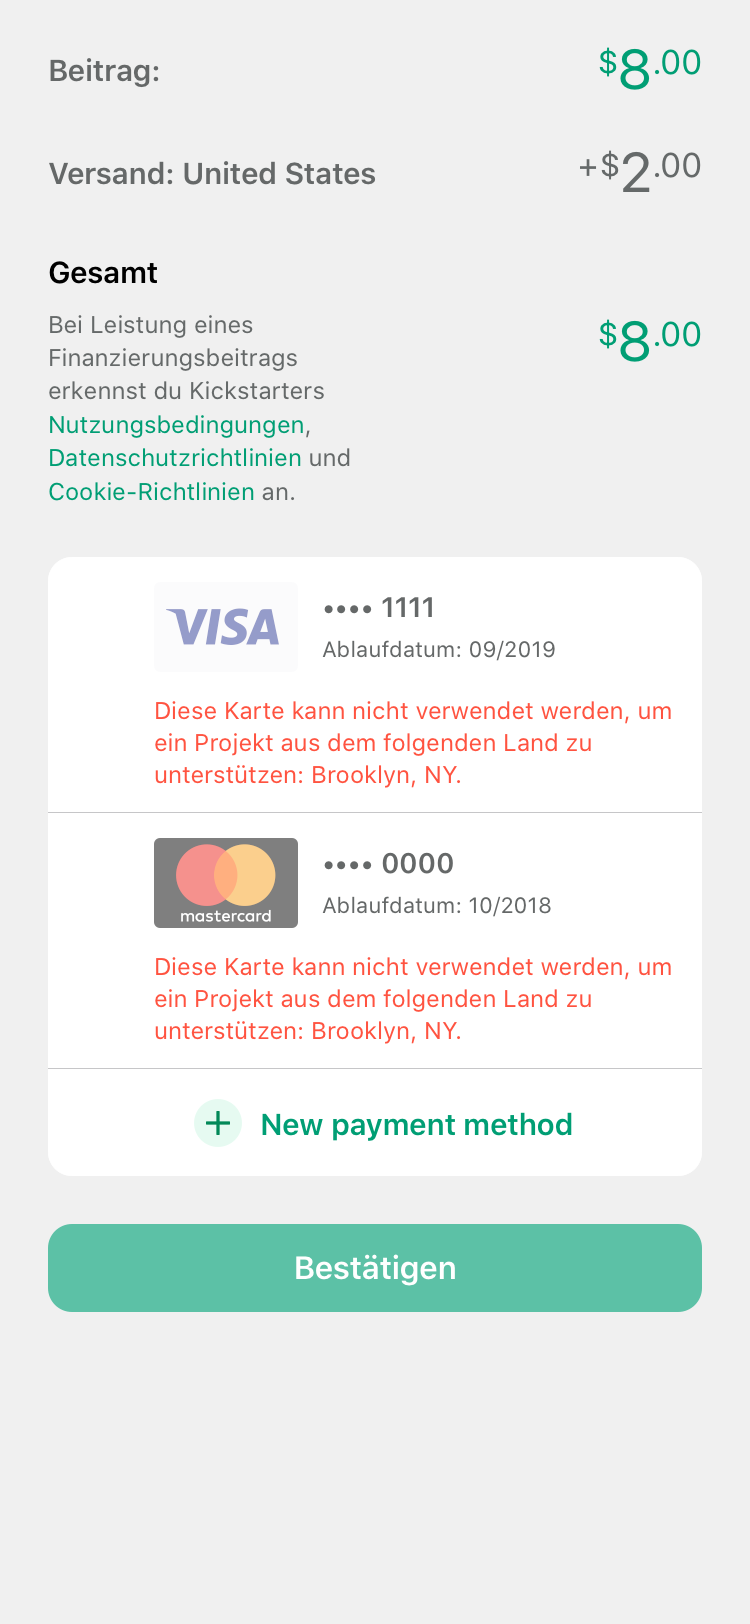 Beitrag: $8.00
Versand: United States +$2.00
Gesamt
Bei Leistung eines
Finanzierungsbeitrags
erkennst du Kickstarters
Nutzungsbedingungen,
Datenschutzrichtlinien und
Cookie-Richtlinien an.
$8.00
VISA
•••• 1111
Ablaufdatum: 09/2019
Diese Karte kann nicht verwendet werden, um
ein Projekt aus dem folgenden Land zu
unterstützen: Brooklyn, NY.
mastercard
•••• 0000
Ablaufdatum: 10/2018
Diese Karte kann nicht verwendet werden, um
ein Projekt aus dem folgenden Land zu
unterstützen: Brooklyn, NY.
+ New payment method
Bestätigen